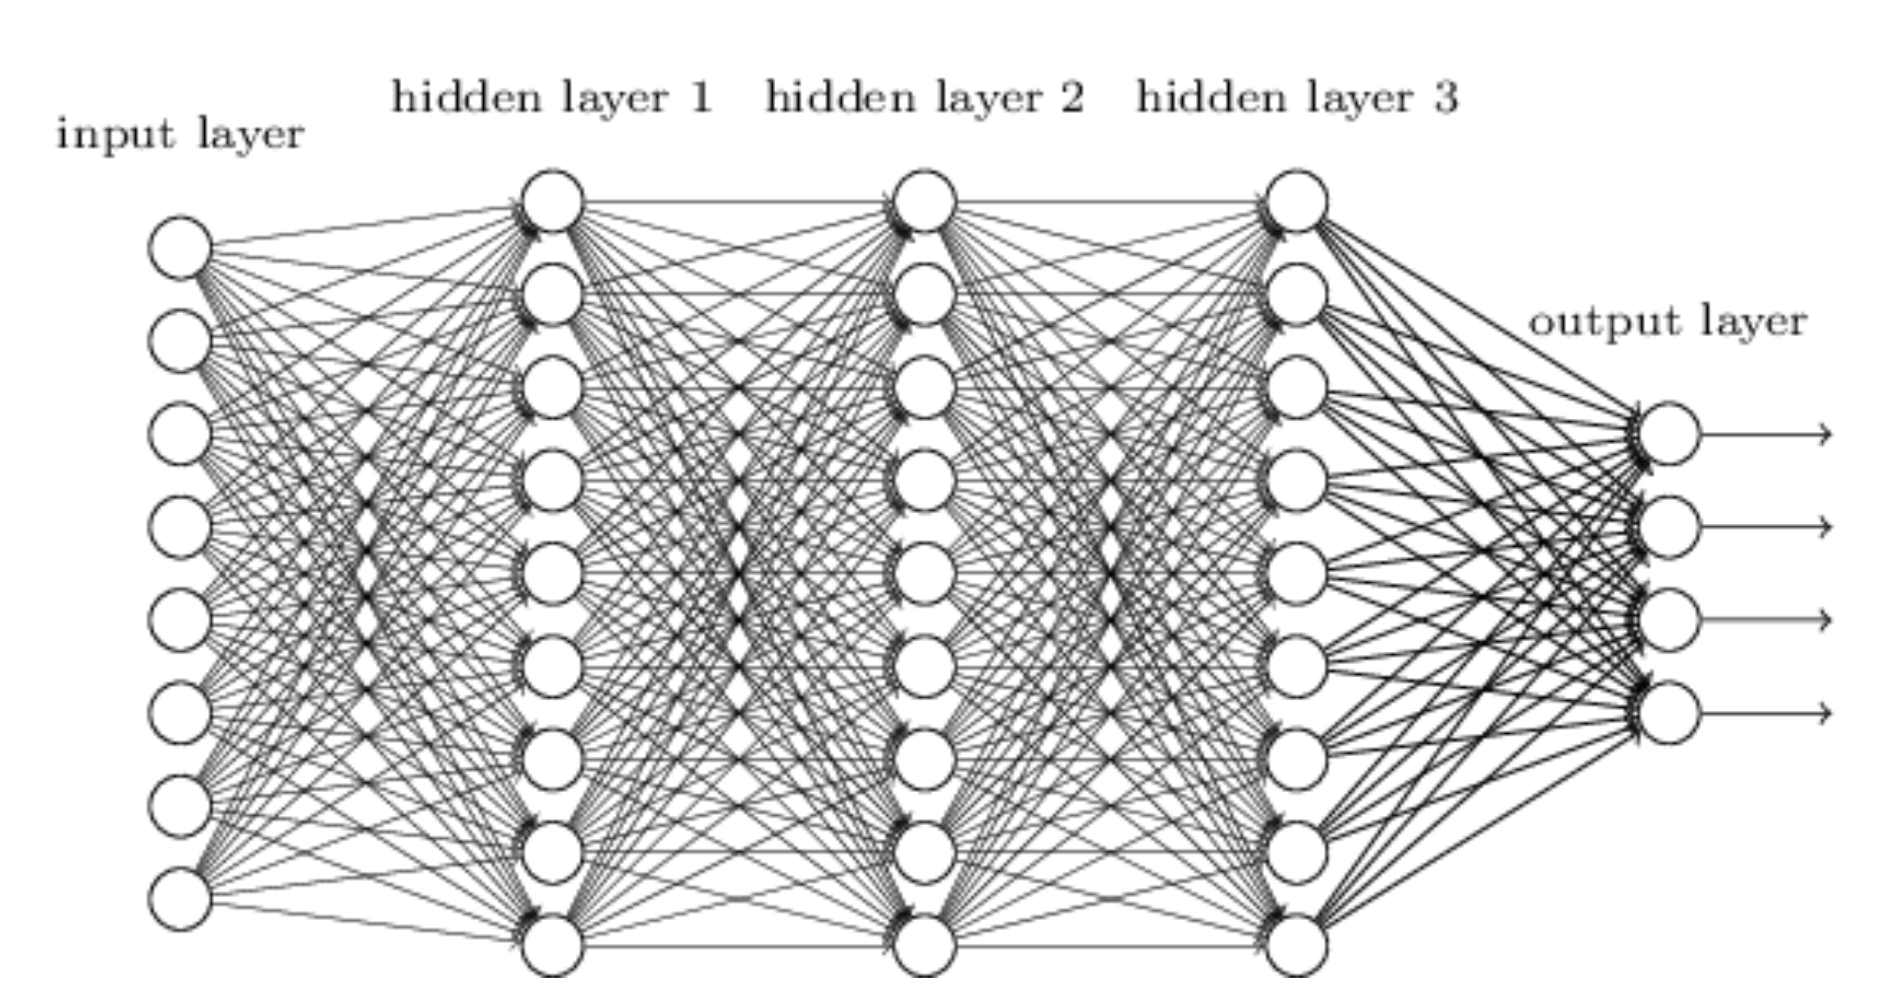 input layer
hidden layer 1
hidden layer 2
hidden layer 3
output layer